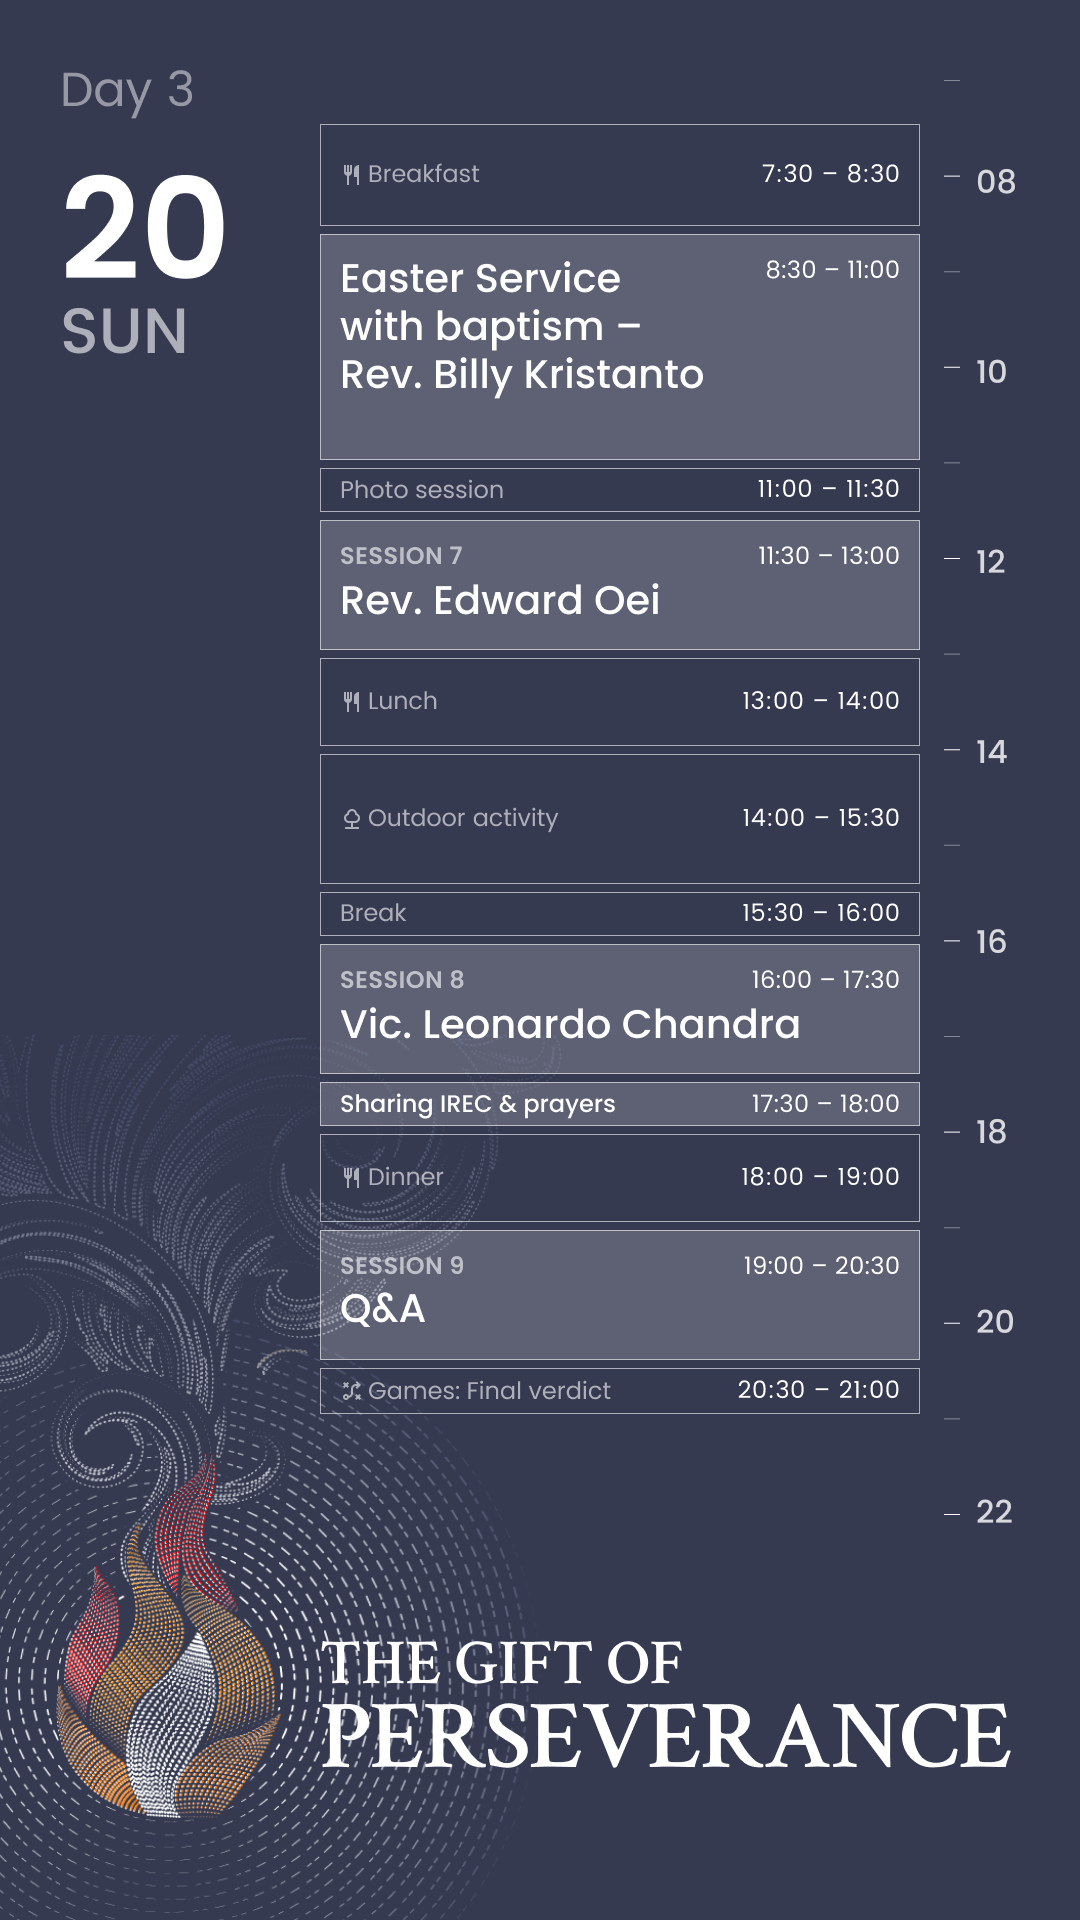 Day 3
20
SUN
Breakfast 7:30 – 8:30
Easter Service 8:30 – 11:00
with baptism –
Rev. Billy Kristanto
Photo session 11:00 – 11:30
SESSION 7 11:30 – 13:00
Rev. Edward Oei
Lunch 13:00 – 14:00
Outdoor activity 14:00 – 15:30
Break 15:30 – 16:00
SESSION 8 16:00 – 17:30
Vic. Leonardo Chandra
Sharing IREC & prayers 17:30 – 18:00
Dinner 18:00 – 19:00
SESSION 9 19:00 – 20:30
Q&A
Games: Final verdict 20:30 – 21:00
08
10
12
14
16
18
20
22
THE GIFT OF
PERSEVERANCE